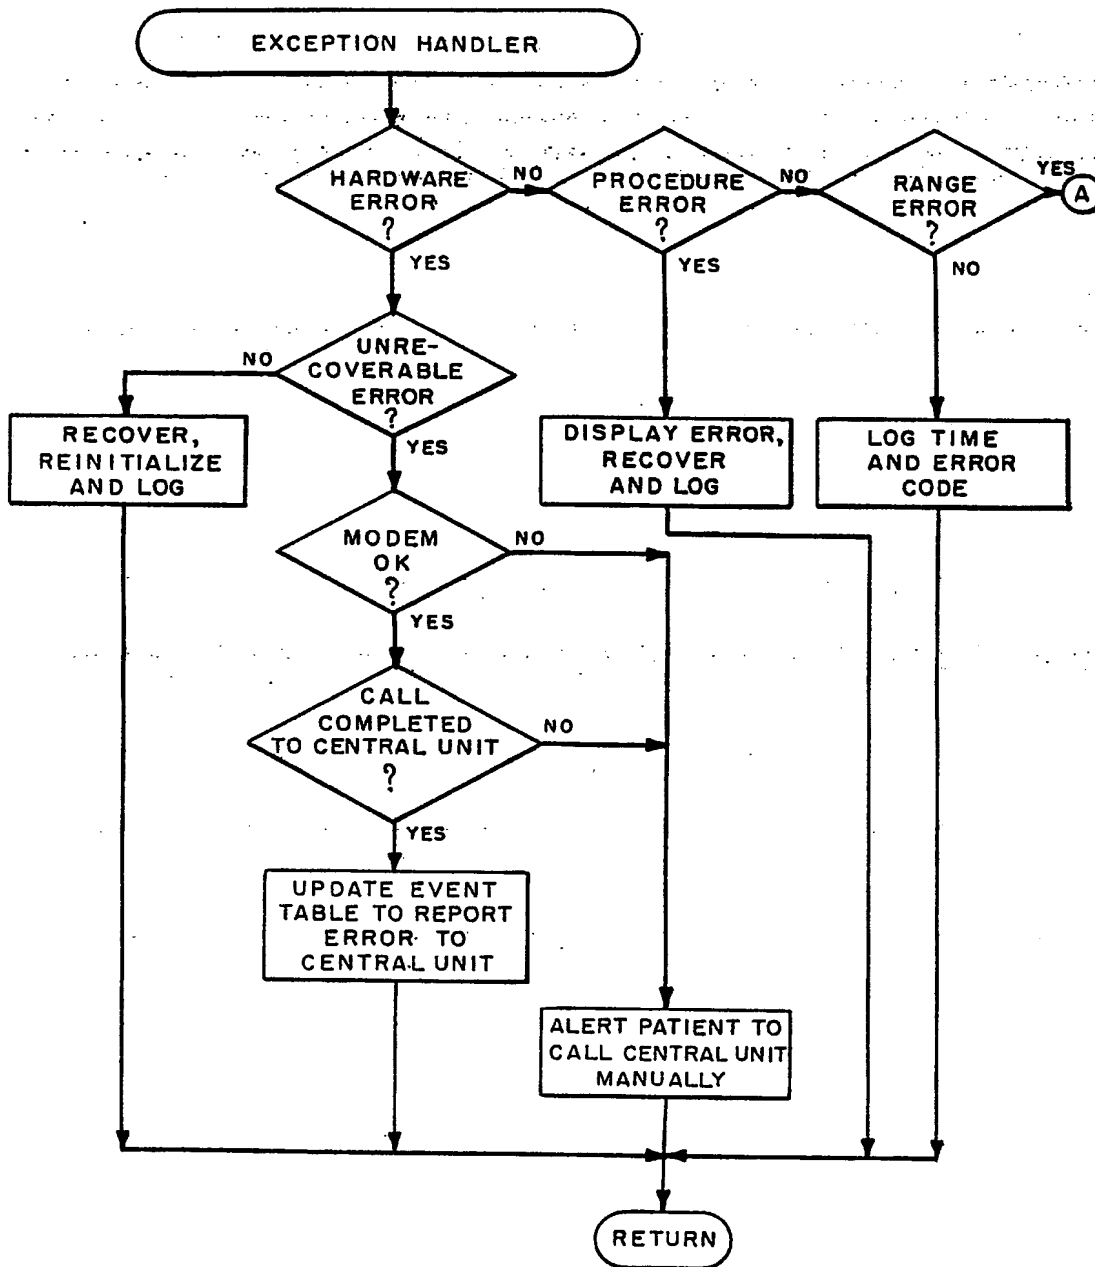 EXCEPTION HANDLER
HARDWARE
ERROR
?
NO
PROCEDURE
ERROR
?
NO
RANGE
ERROR
?
YES
A
YES
YES
NO
UNRE-
COVERABLE
ERROR
?
NO
YES
RECOVER,
REINITIALIZE
AND LOG
DISPLAY ERROR,
RECOVER
AND LOG
LOG TIME
AND ERROR
CODE
MODEM
OK
?
NO
YES
CALL
COMPLETED
TO CENTRAL UNIT
?
NO
YES
UPDATE EVENT
TABLE TO REPORT
ERROR TO
CENTRAL UNIT
ALERT PATIENT TO
CALL CENTRAL UNIT
MANUALLY
RETURN